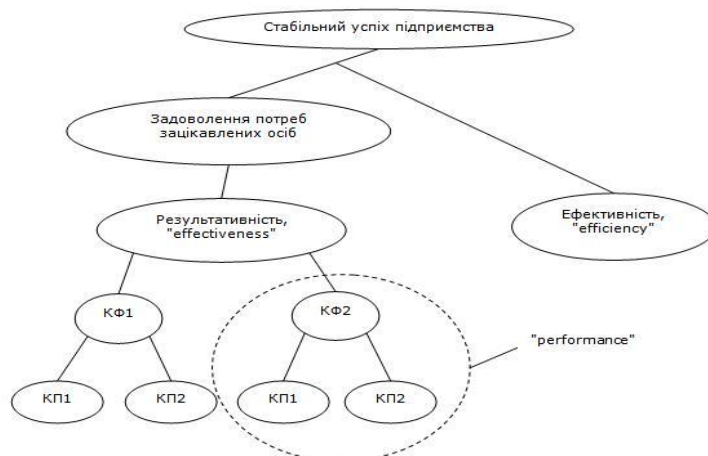 Стабільний успіх підприємства
Задоволення потреб
зацікавлених осіб
Результативність,
"effectiveness"
Ефективність,
"efficiency"
КФ1
КФ2
"performance"
КП1
КП2
КП1
КП2